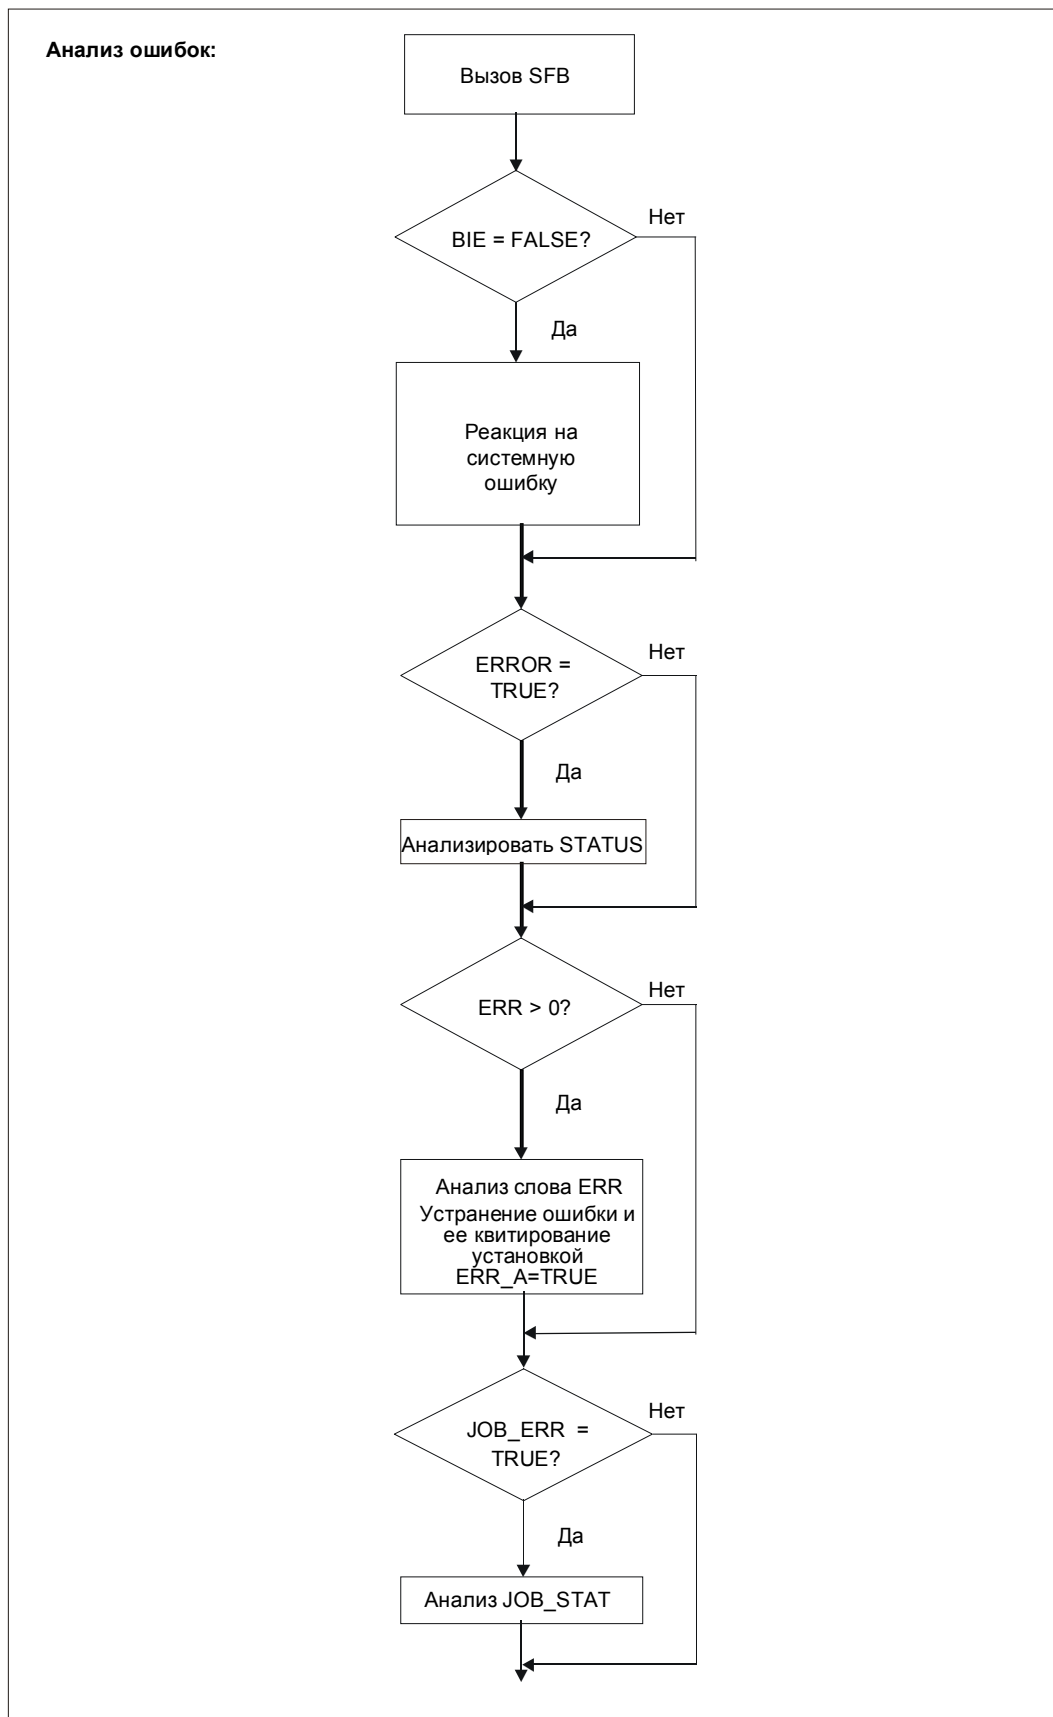 Анализ ошибок:
Вызов SFB
Нет
BIE = FALSE?
Да
Реакция на
системную
ошибку
Нет
ERROR =
TRUE?
Да
Анализировать STATUS
Нет
ERR > 0?
Да
Анализ слова ERR
Устранение ошибки и
ее квитирование
установкой
ERR_A=TRUE
Нет
JOB_ERR =
TRUE?
Да
Анализ JOB_STAT